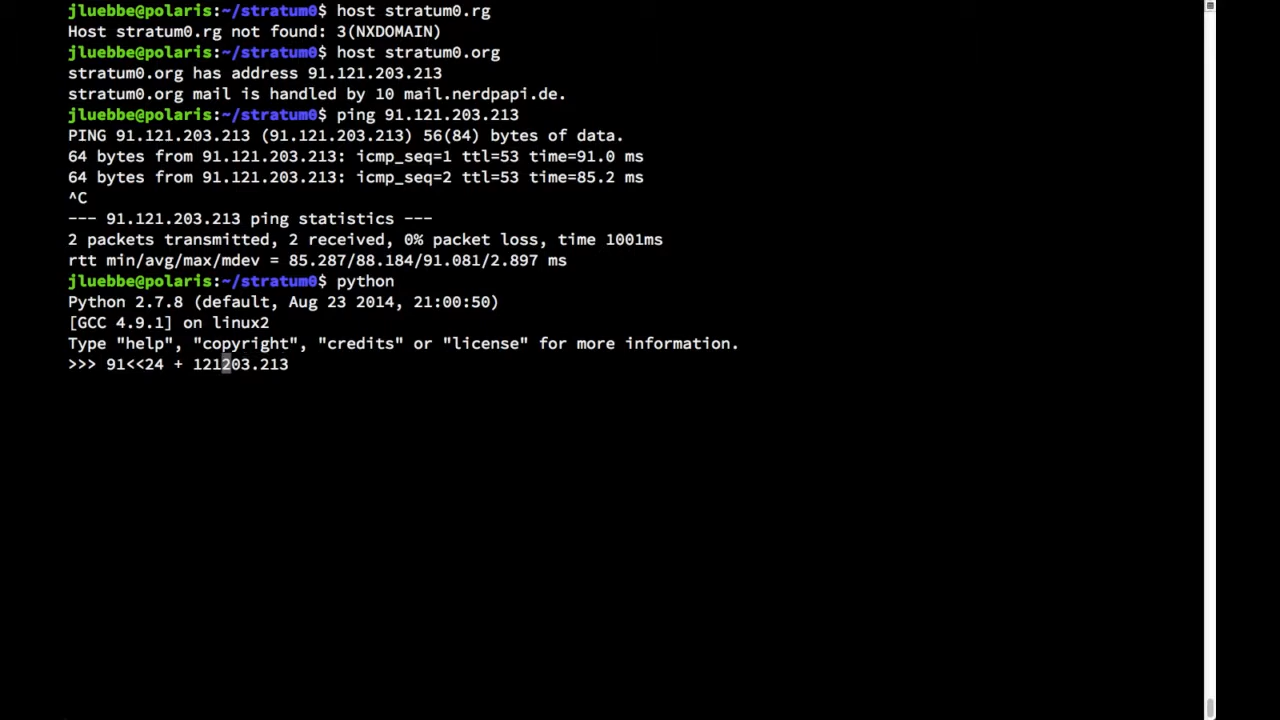 jluebbe@polaris:~/stratum0$ host stratum0.rg
Host stratum0.rg not found: 3(NXDOMAIN)
jluebbe@polaris:~/stratum0$ host stratum0.org
stratum0.org has address 91.121.203.213
stratum0.org mail is handled by 10 mail.nerdpapi.de.
jluebbe@polaris:~/stratum0$ ping 91.121.203.213
PING 91.121.203.213 (91.121.203.213) 56(84) bytes of data.
64 bytes from 91.121.203.213: icmp_seq=1 ttl=53 time=91.0 ms
64 bytes from 91.121.203.213: icmp_seq=2 ttl=53 time=85.2 ms
^C
--- 91.121.203.213 ping statistics ---
2 packets transmitted, 2 received, 0% packet loss, time 1001ms
rtt min/avg/max/mdev = 85.287/88.184/91.081/2.897 ms
jluebbe@polaris:~/stratum0$ python
Python 2.7.8 (default, Aug 23 2014, 21:00:50)
[GCC 4.9.1] on linux2
Type "help", "copyright", "credits" or "license" for more information.
>>> 91<<24 + 121203.213